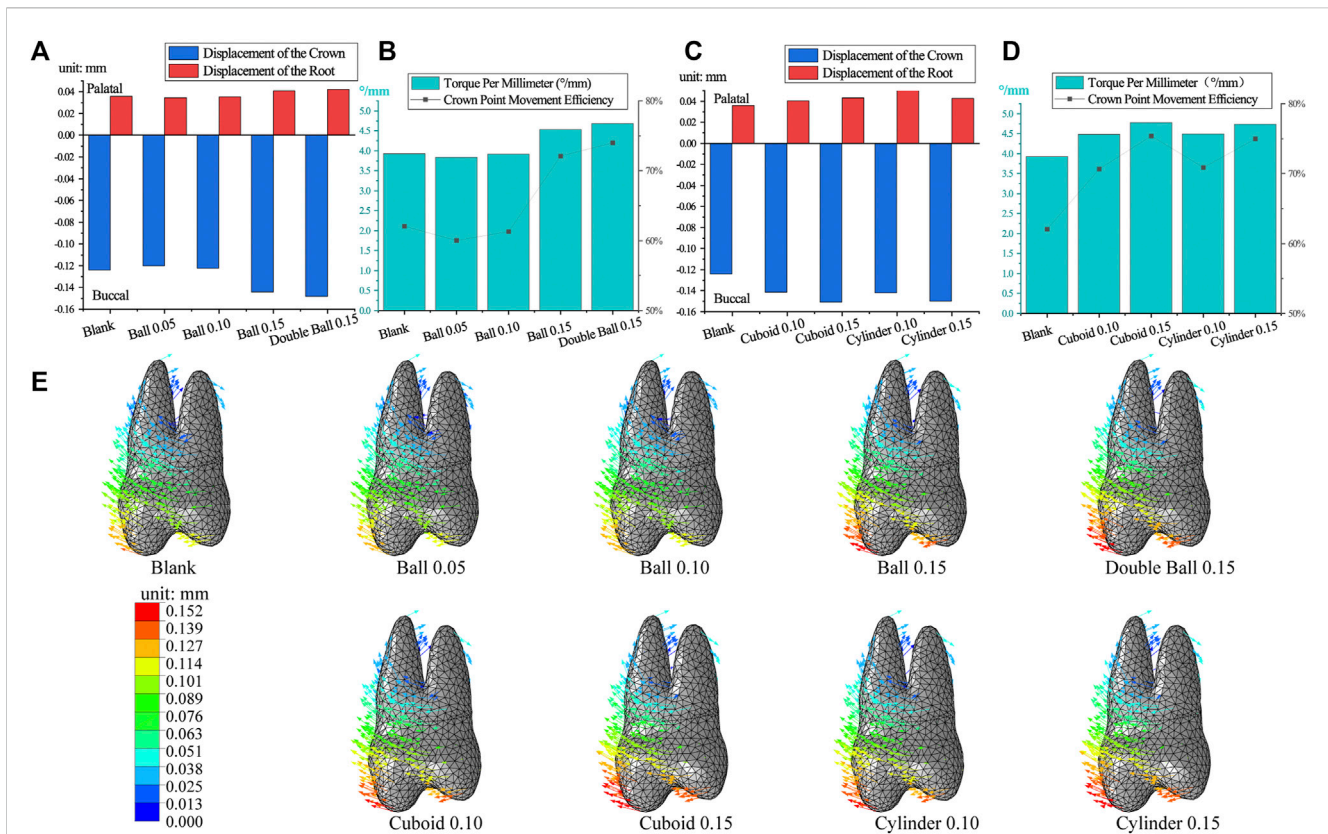 A
Displacement of the Crown
Displacement of the Root
unit: mm
Palatal
0.04
0.02
0.00
-0.02
-0.04
-0.06
-0.08
-0.10
-0.12
-0.14
-0.16
Buccal
Blank
Ball 0.05
Ball 0.10
Ball 0.15
Double Ball 0.15
B
Torque Per Millimeter (°/mm)
Crown Point Movement Efficiency
°/mm
5.0
4.5
4.0
3.5
3.0
2.5
2.0
1.5
1.0
0.5
0.0
80%
70%
60%
50%
Blank
Ball 0.05
Ball 0.10
Ball 0.15
Double Ball 0.15
C
Displacement of the Crown
Displacement of the Root
unit: mm
Palatal
0.04
0.02
0.00
-0.02
-0.04
-0.06
-0.08
-0.10
-0.12
-0.14
-0.16
Buccal
Blank
Cuboid 0.10
Cuboid 0.15
Cylinder 0.10
Cylinder 0.15
D
Torque Per Millimeter（°/mm）
Crown Point Movement Efficiency
°/mm
5.0
4.5
4.0
3.5
3.0
2.5
2.0
1.5
1.0
0.5
0.0
80%
70%
60%
50%
Blank
Cuboid 0.10
Cuboid 0.15
Cylinder 0.10
Cylinder 0.15
E
Blank
Ball 0.05
Ball 0.10
Ball 0.15
Double Ball 0.15
unit: mm
0.152
0.139
0.127
0.114
0.101
0.089
0.076
0.063
0.051
0.038
0.025
0.013
0.000
Cuboid 0.10
Cuboid 0.15
Cylinder 0.10
Cylinder 0.15